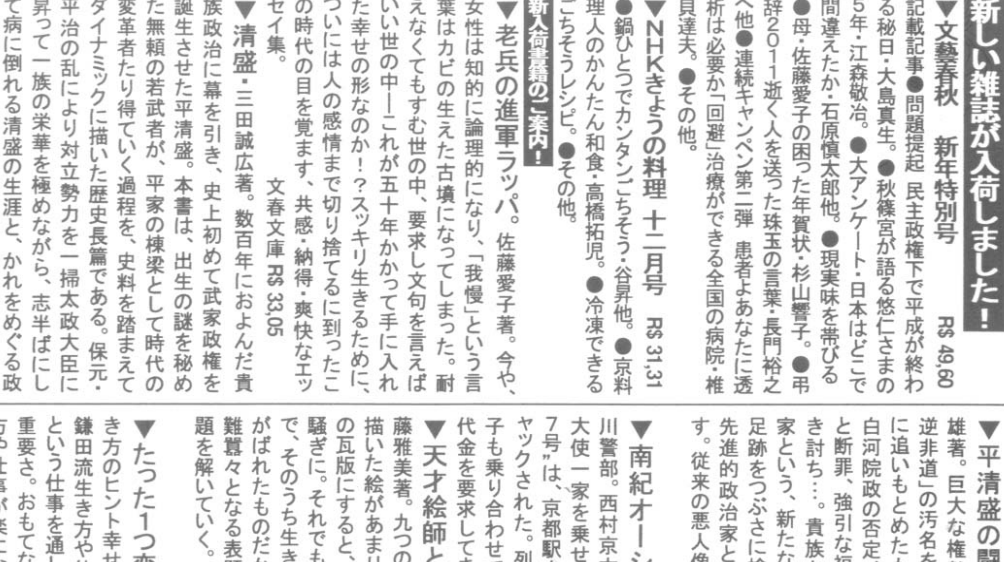 新しい雑誌が入荷しました！
▼文藝春秋　新年特別号　R$ 49,60
記載記事●問題提起 民主政権下で平成が終わ
る秘日・大島真生。●秋篠宮が語る悠仁さまの
5年・江森敬治。●大アンケート・日本はどこで
間違えたか・石原慎太郎他。●現実味を帯びる
●母・佐藤愛子の困った年賀状・杉山響子。●弔
辞2011逝く人を送った珠玉の言葉・長門裕之
へ他●連続キャンペン第二弾 患者よあなたに透
析は必要か「回避」治療ができる全国の病院・椎
貝達夫。●その他。
▼NHKきょうの料理 十二月号　R$ 31,31
●鍋ひとつでカンタンごちそう・谷昇他。●京料
理人のかんたん和食・高橋拓児。●冷凍できる
ごちそうレシピ。●その他。
新入荷書籍のご案内！
▼老兵の進軍ラッパ。佐藤愛子著。今や、
女性は知的に論理的になり、「我慢」という言
葉はカビの生えた古墳になってしまった。耐
えなくてもすむ世の中、要求し文句を言えば
いい世の中―これが五十年かかって手に入れ
た幸せの形なのか！？スッキリ生きるために、
ついには人の感情まで切り捨てるに到ったこ
の時代の目を覚ます、共感・納得・爽快なエッ
セイ集。　文春文庫 R$ 33,05
▼清盛・三田誠広著。数百年におよんだ貴
族政治に幕を引き、史上初めて武家政権を
誕生させた平清盛。本書は、出生の謎を秘め
た無頼の若武者が、平家の棟梁として時代の
変革者たり得ていく過程を、史料を踏まえて
ダイナミックに描いた歴史長篇である。保元・
平治の乱により対立勢力を一掃太政大臣に
昇って一族の栄華を極めながら、志半ばにし
て病に倒れる清盛の生涯と、かれをめぐる政
▼平清盛の闘
雄著。巨大な権
逆非道」の汚名を
に追いもとめた
白河院政の否定
と断罪、強引な福
き討ち…。貴族
家という、新たな
足跡をつぶさに検
先進的政治家と
す。従来の悪人像
▼南紀オーシ
川警部。西村京太
大使一家を乗せ
7号”は、京都駅
ヤックされた。列
子も乗り合わせて
代金を要求してき
▼天才絵師と
藤雅美著。九つの
描いた絵があまり
の瓦版にすると、
騒ぎに。それでも
で、そのうち生き
がばれたものだか
難囂々となる表題
題を解いていく。
▼たった1つ変
き方のヒント幸せ
鎌田流生き方や
という仕事を通し
重要さ。おもてな